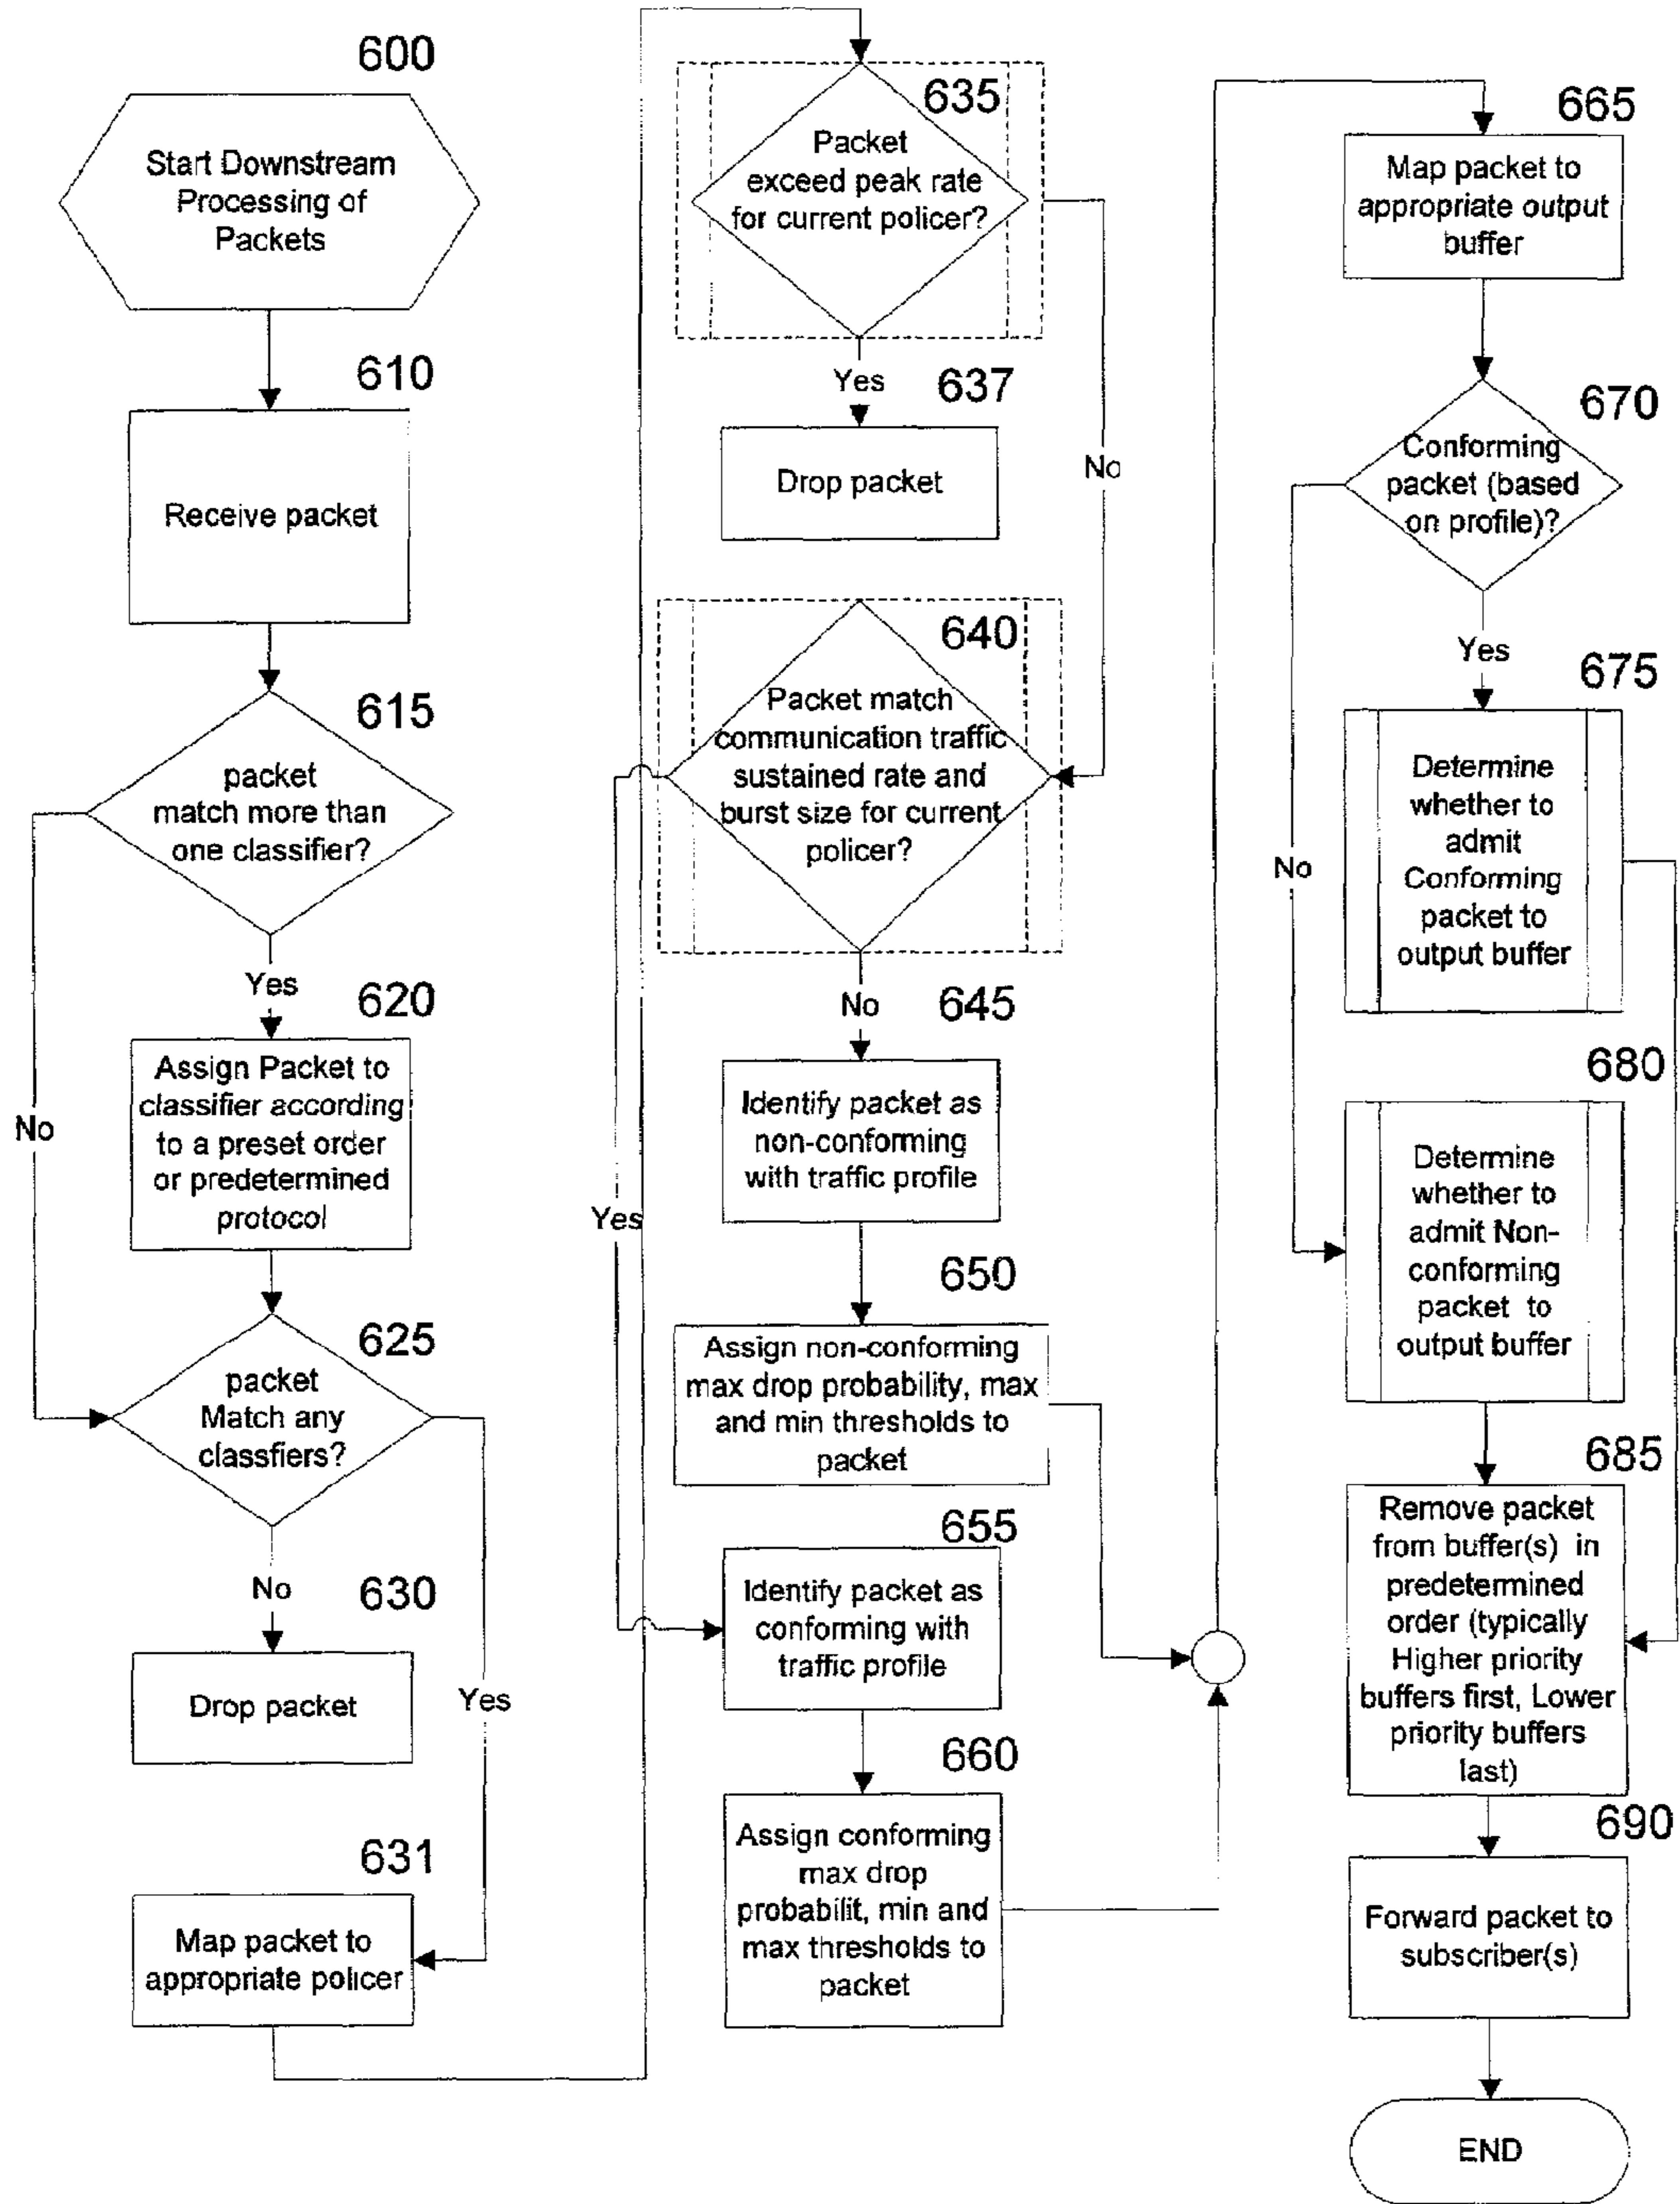 600
Start Downstream
Processing of
Packets
610
Receive packet
615
packet
match more than
one classifier?
Yes
No
620
Assign Packet to
classifier according
to a preset order
or predetermined
protocol
625
packet
Match any
classfiers?
No
Yes
630
Drop packet
631
Map packet to
appropriate policer
635
Packet
exceed peak rate
for current policer?
Yes
No
637
Drop packet
640
Packet match
communication traffic
sustained rate and
burst size for current
policer?
No
Yes
645
Identify packet as
non-conforming
with traffic profile
650
Assign non-conforming
max drop probability, max
and min thresholds to
packet
655
Identify packet as
conforming with
traffic profile
660
Assign conforming
max drop
probabilit, min and
max thresholds to
packet
665
Map packet to
appropriate output
buffer
670
Conforming
packet (based
on profile)?
Yes
No
675
Determine
whether to
admit
Conforming
packet to
output buffer
680
Determine
whether to
admit Non-
conforming
packet to
output buffer
685
Remove packet
from buffer(s) in
predetermined
order (typically
Higher priority
buffers first, Lower
priority buffers
last)
690
Forward packet to
subscriber(s)
END